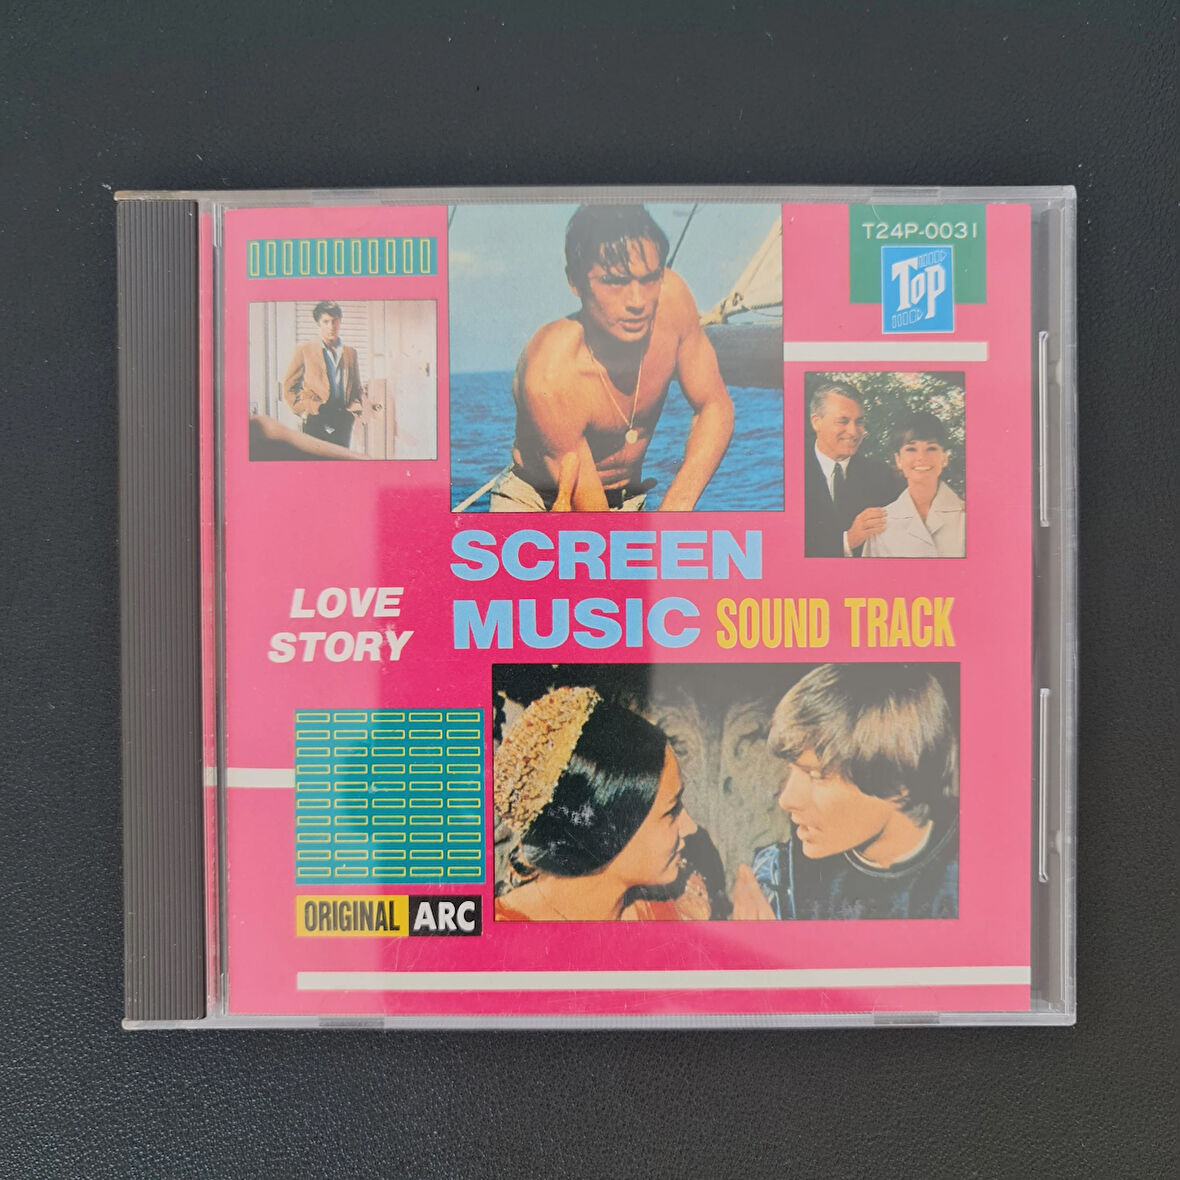 T24P-0031
TOP
SCREEN
MUSIC SOUND TRACK
LOVE
STORY
ORIGINAL ARC